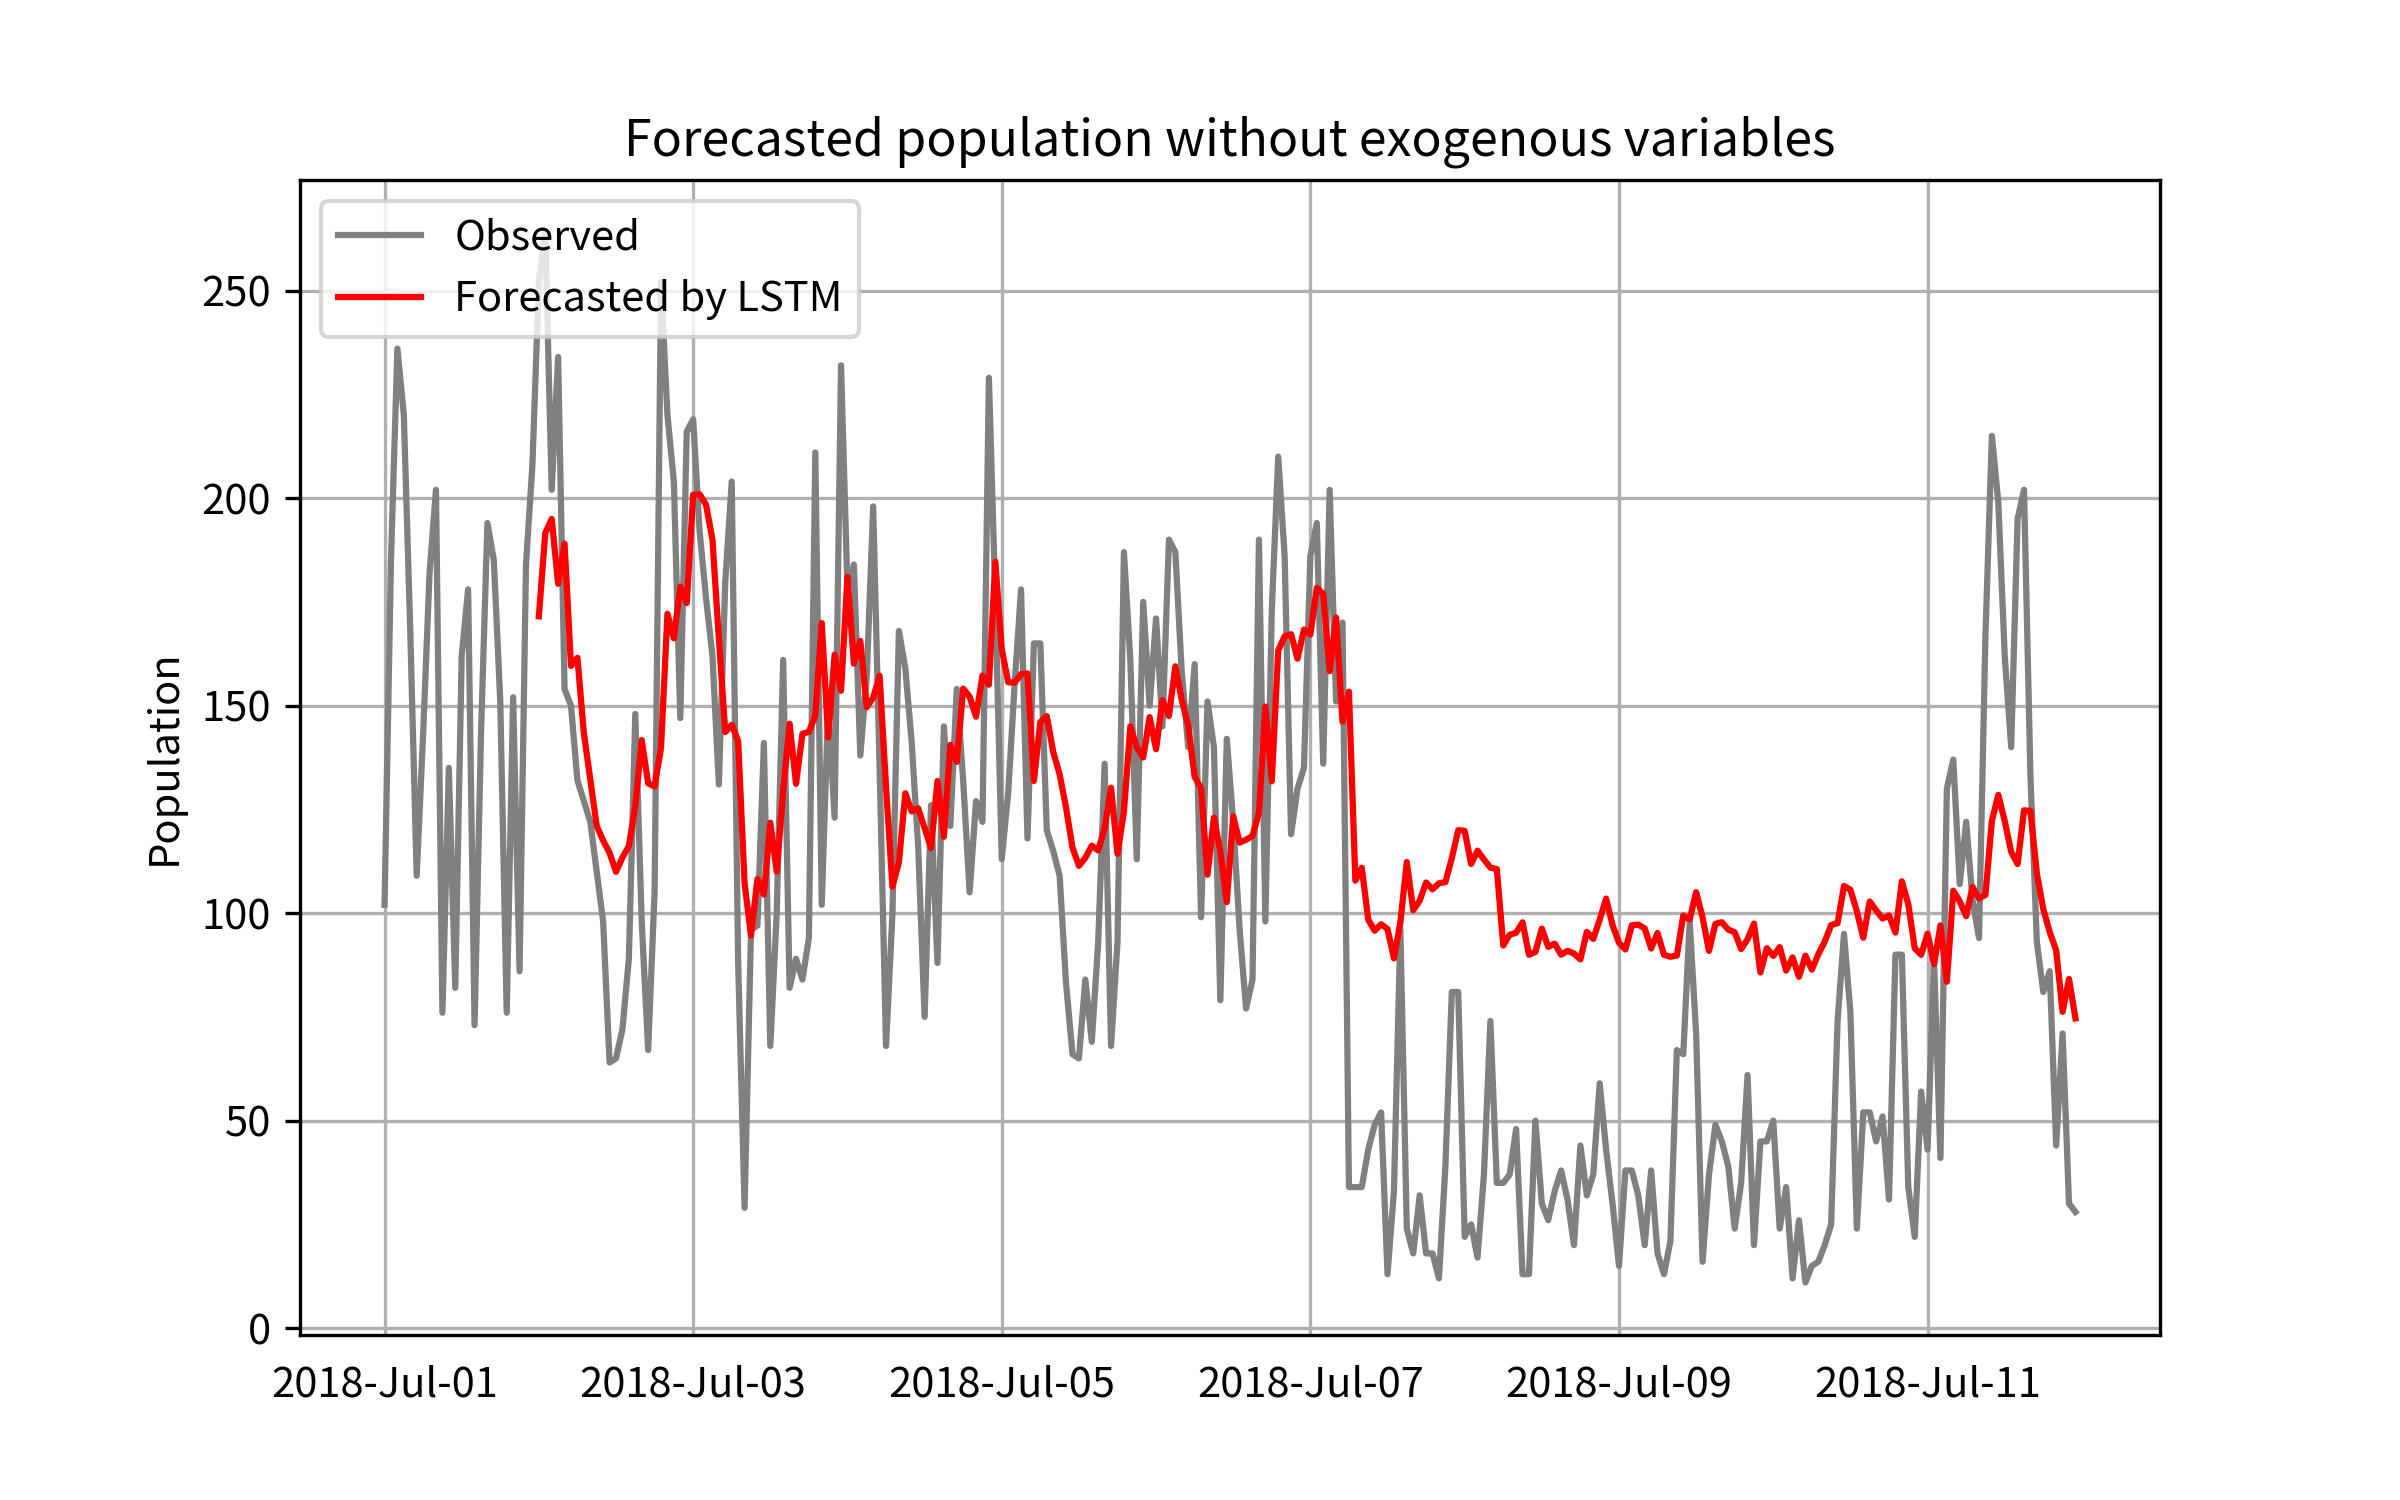 Forecasted population without exogenous variables
Observed
Forecasted by LSTM
Population
250
200
150
100
50
0
2018-Jul-01 2018-Jul-03 2018-Jul-05 2018-Jul-07 2018-Jul-09 2018-Jul-11